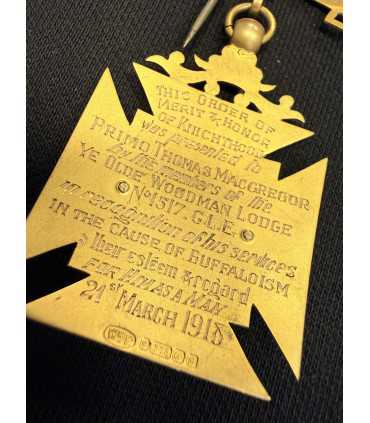 THIS ORDER OF
MERIT & HONOR
OF KNIGHTHOOD
was presented to
PRIMO THOMAS MACGREGOR
by the members of the
YE OLDE WOODMAN LODGE
No 1517. G.L.E.
in recognition of his services
IN THE CAUSE OF BUFFALOISM
& their esteem & regard
FOR HIM AS A MAN
21ST MARCH 1915